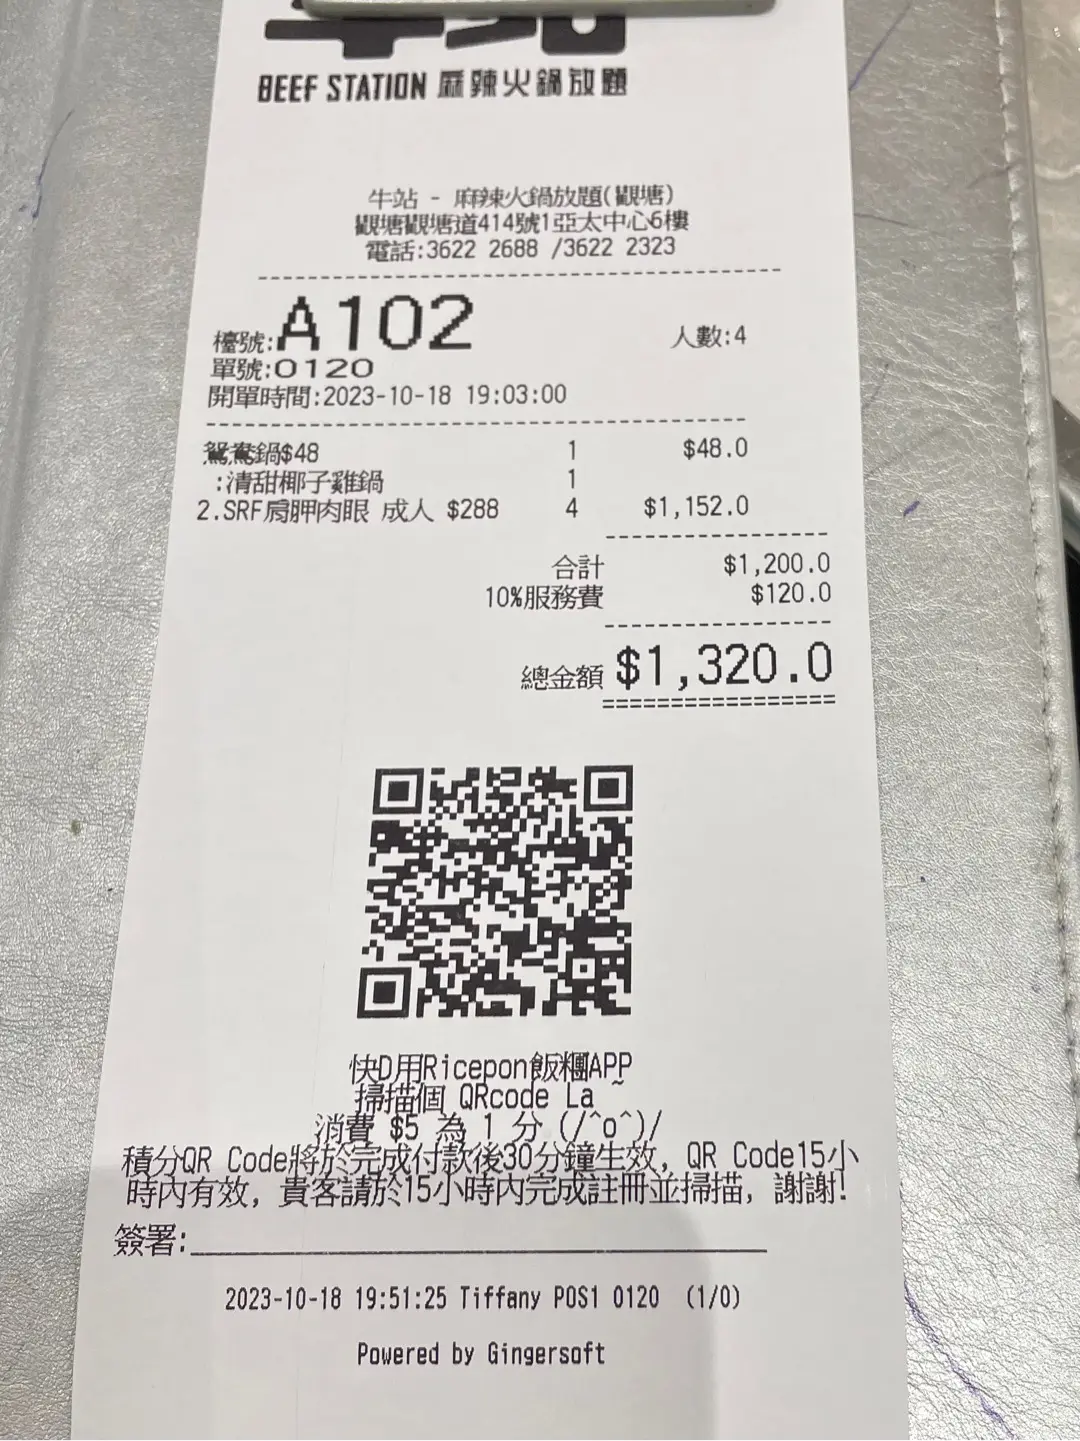 BEEF STATION 麻辣火鍋放題
牛站 - 麻辣火鍋放題(觀塘)
觀塘觀塘道414號1亞太中心6樓
電話:3622 2688 /3622 2323
檯號:A102 人數:4
單號:0120
開單時間:2023-10-18 19:03:00
鴛鴦鍋$48 1 $48.0
:清甜椰子雞鍋 1
2.SRF肩胛肉眼 成人 $288 4 $1,152.0
合計 $1,200.0
10%服務費 $120.0
總金額 $1,320.0
快D用Ricepon飯糰APP
掃描個 QRcode La ~
消費 $5 為 1 分 (/^o^)/
積分QR Code將於完成付款後30分鐘生效, QR Code15小
時內有效, 貴客請於15小時內完成註冊並掃描, 謝謝!
簽署:
2023-10-18 19:51:25 Tiffany POS1 0120 (1/0)
Powered by Gingersoft